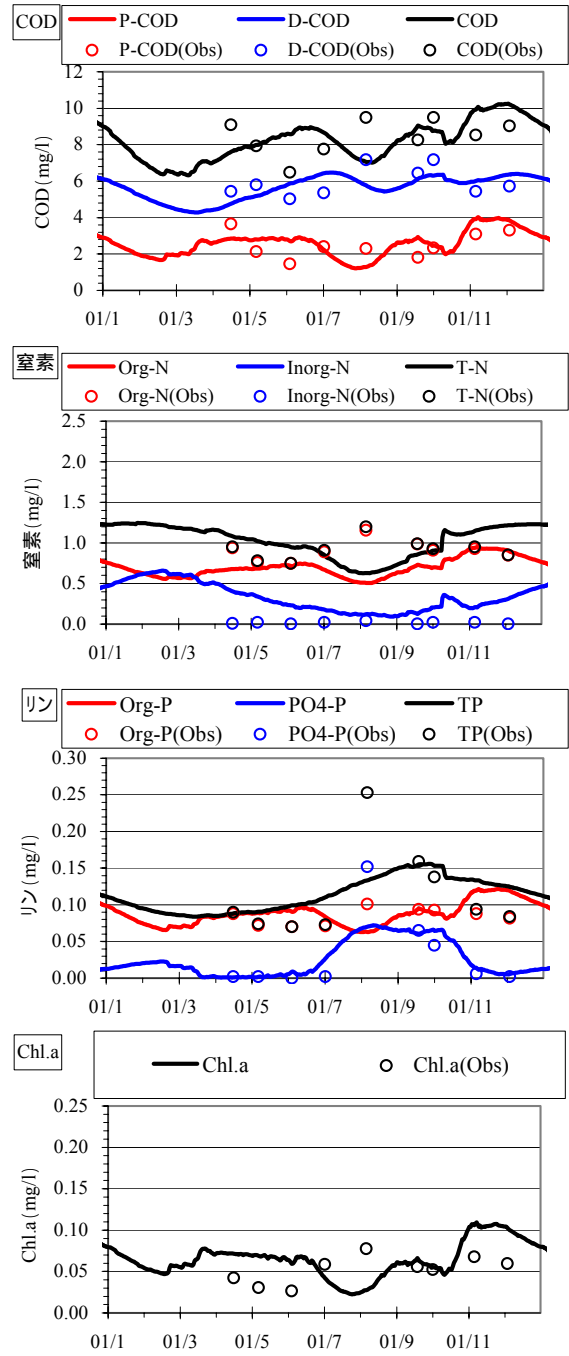 COD
P-COD D-COD COD
P-COD(Obs) D-COD(Obs) COD(Obs)
12
10
8
6
4
2
0
COD (mg/l)
01/1 01/3 01/5 01/7 01/9 01/11
窒素
Org-N Inorg-N T-N
Org-N(Obs) Inorg-N(Obs) T-N(Obs)
2.5
2.0
1.5
1.0
0.5
0.0
窒素 (mg/l)
01/1 01/3 01/5 01/7 01/9 01/11
リン
Org-P PO4-P TP
Org-P(Obs) PO4-P(Obs) TP(Obs)
0.30
0.25
0.20
0.15
0.10
0.05
0.00
リン (mg/l)
01/1 01/3 01/5 01/7 01/9 01/11
Chl.a
Chl.a Chl.a(Obs)
0.25
0.20
0.15
0.10
0.05
0.00
Chl.a (mg/l)
01/1 01/3 01/5 01/7 01/9 01/11